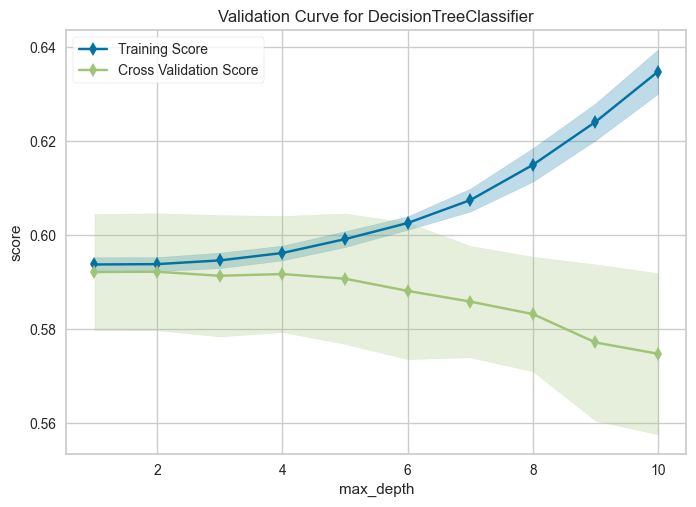 Validation Curve for DecisionTreeClassifier
Training Score
Cross Validation Score
0.64
0.62
0.60
0.58
0.56
score
2 4 6 8 10
max_depth